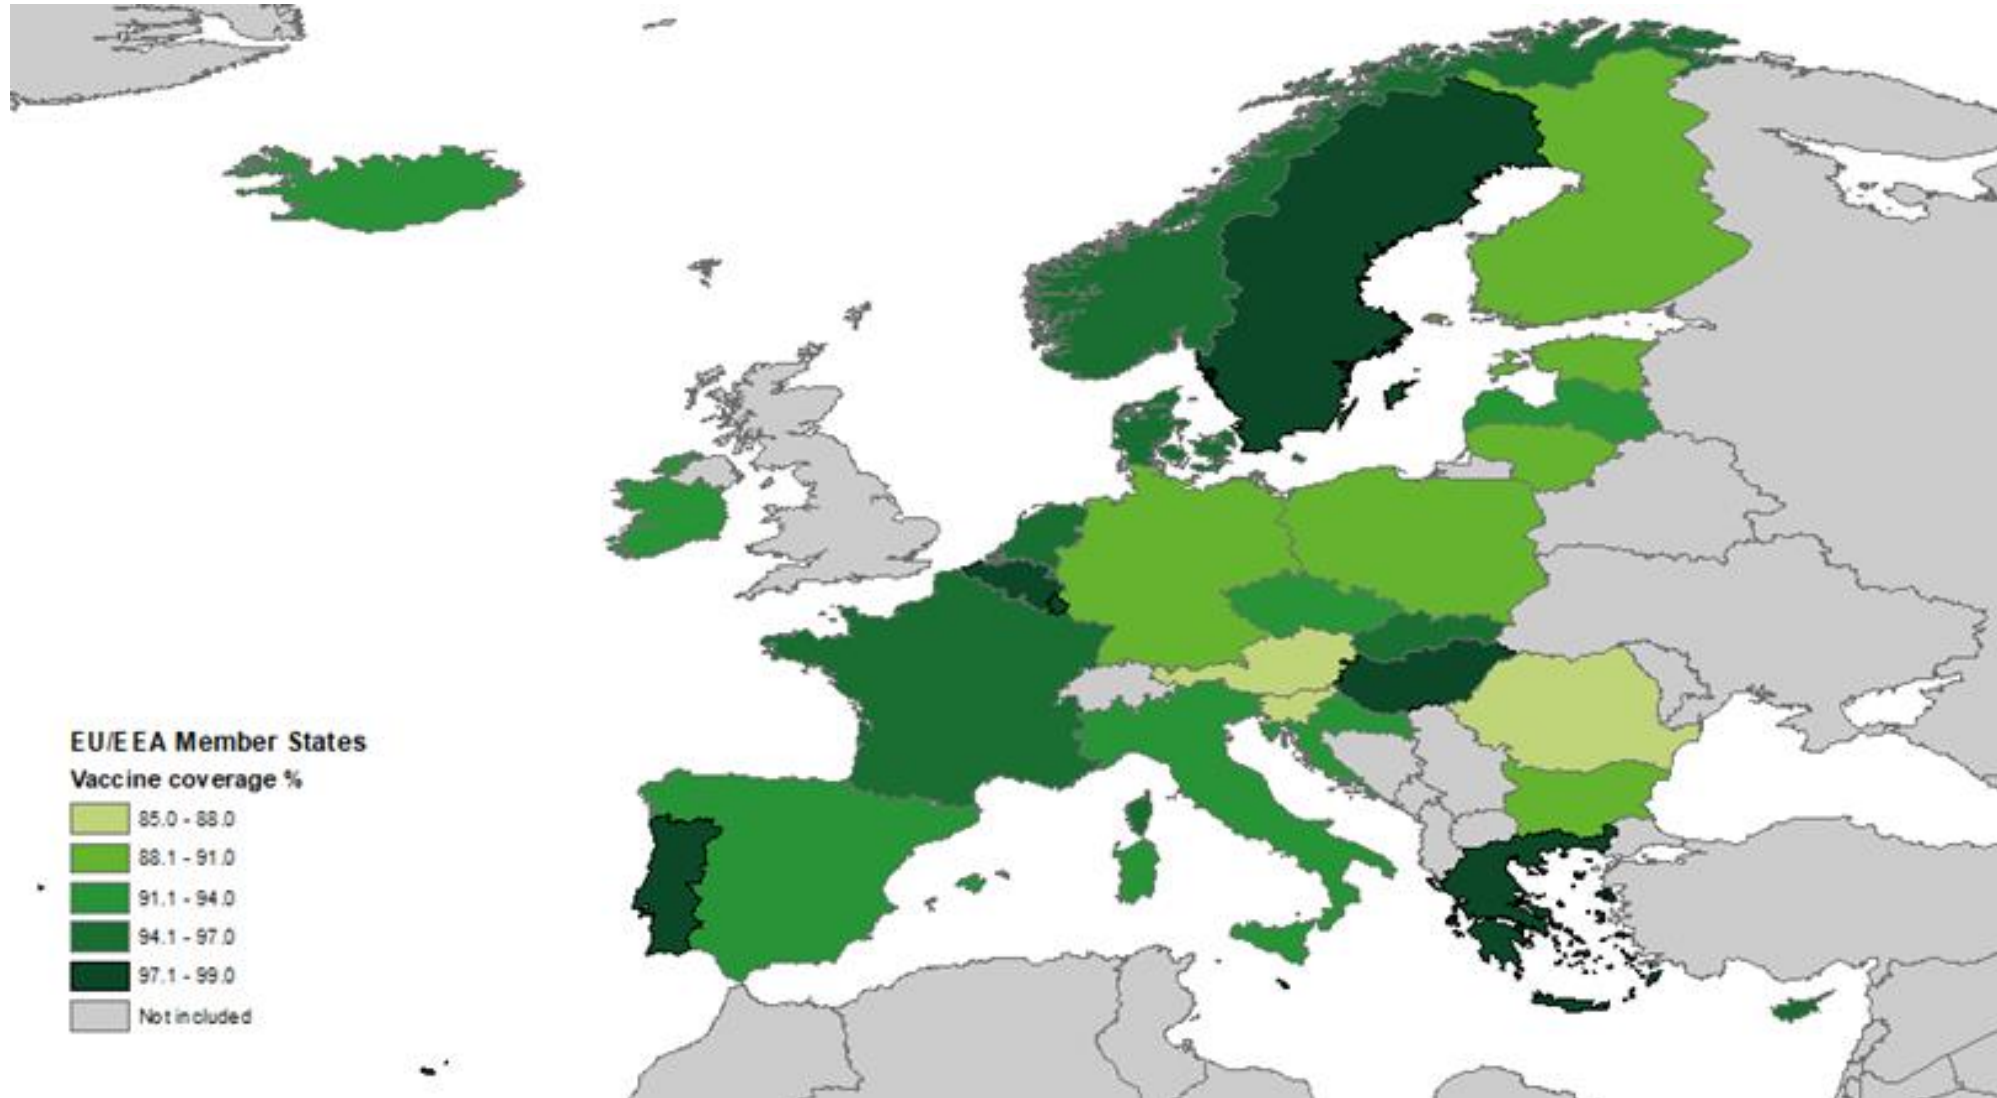 EU/EEA Member States
Vaccine coverage %
85.0 - 88.0
88.1 - 91.0
91.1 - 94.0
94.1 - 97.0
97.1 - 99.0
Not included